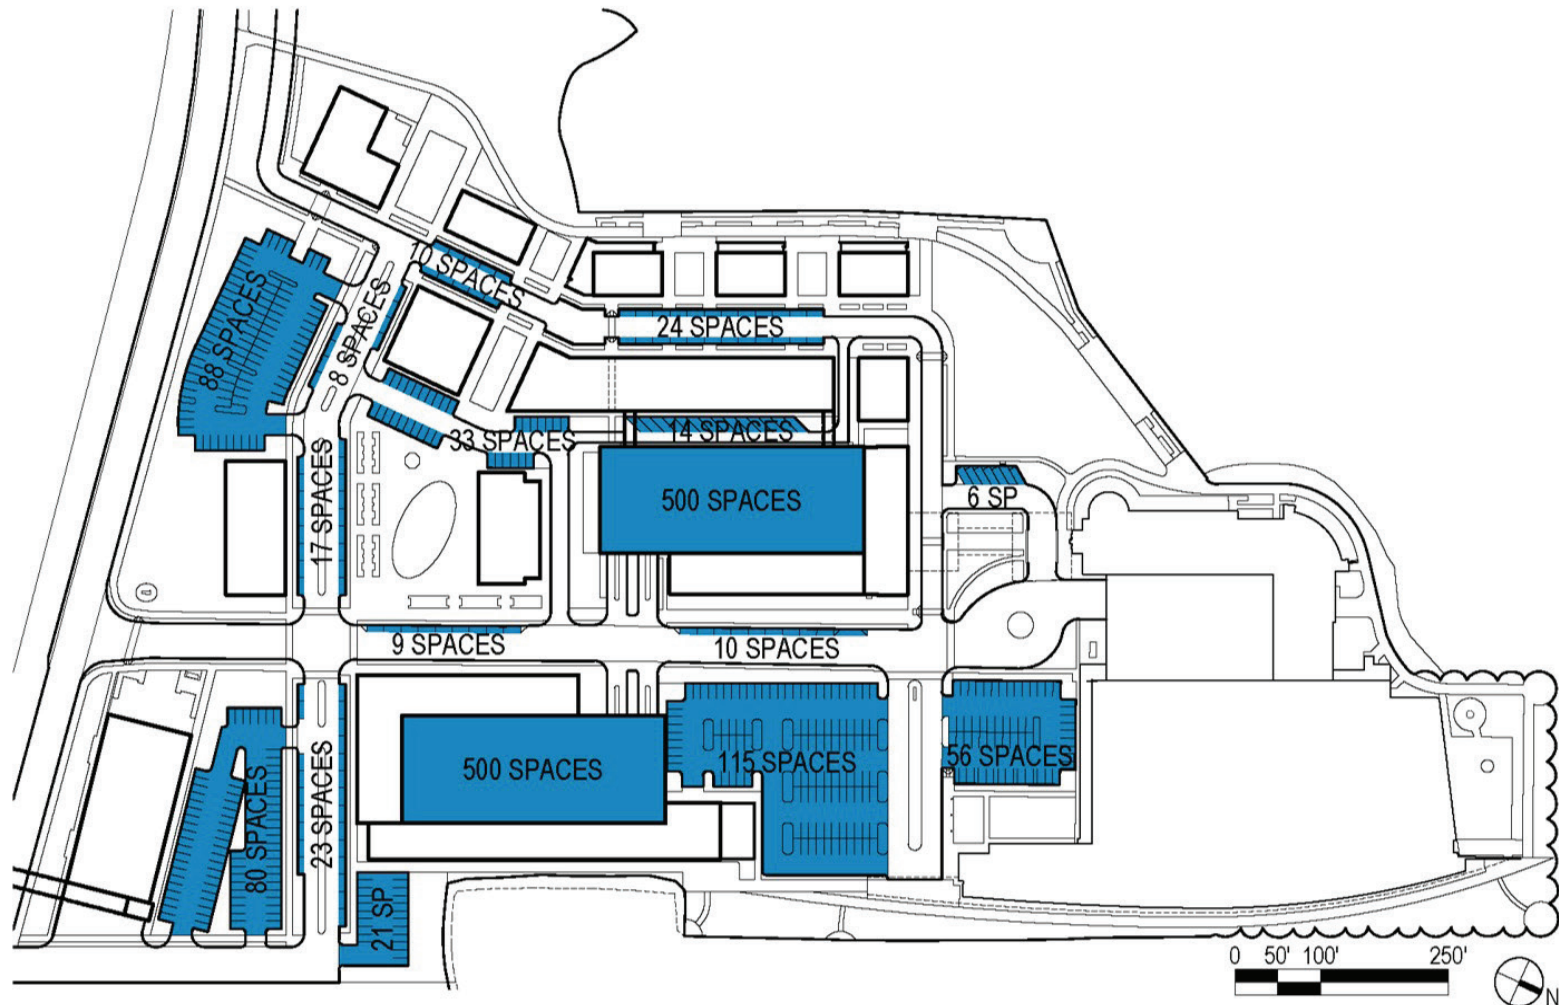 10 SPACES
88 SPACES
8 SPACES
24 SPACES
33 SPACES
14 SPACES
17 SPACES
500 SPACES
6 SP
9 SPACES
10 SPACES
500 SPACES
115 SPACES
56 SPACES
80 SPACES
23 SPACES
21 SP
0 50' 100' 250'
N